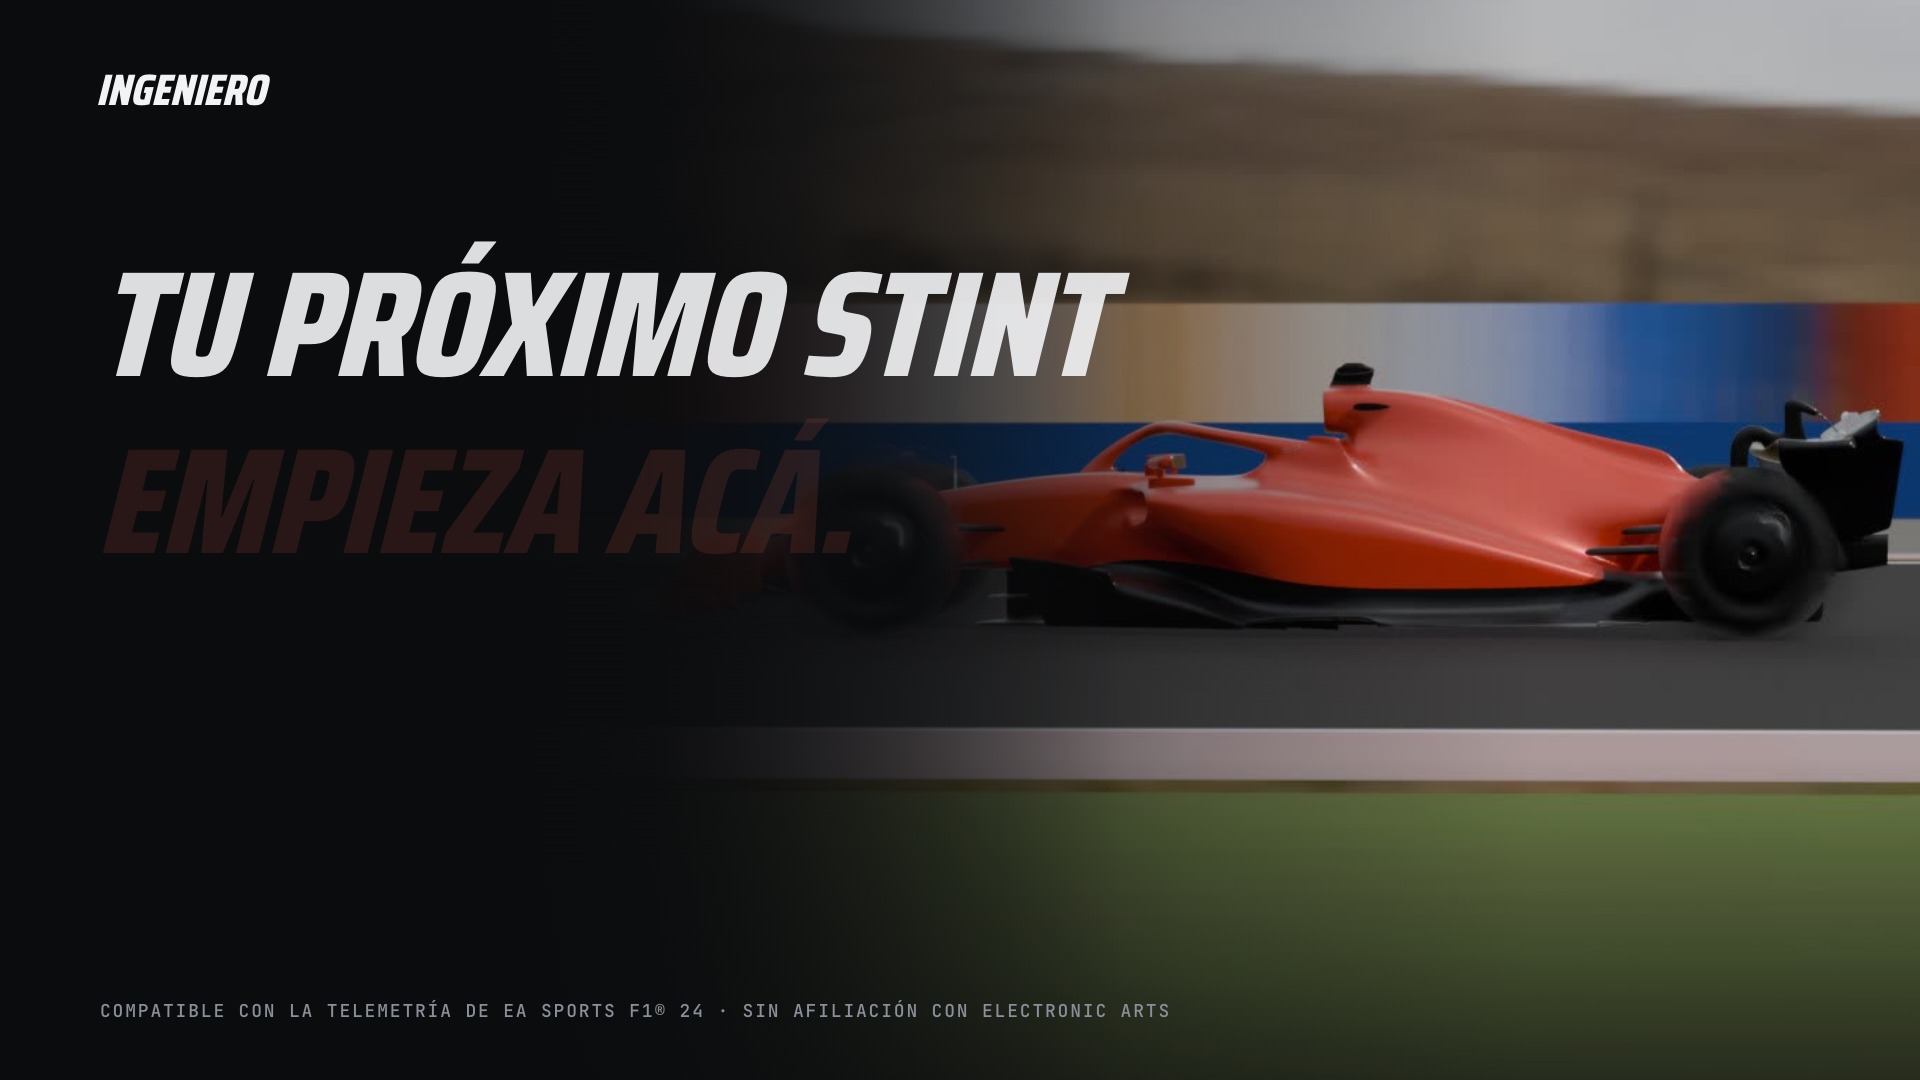 INGENIERO
TU PRÓXIMO STINT
EMPIEZA ACÁ.
COMPATIBLE CON LA TELEMETRÍA DE EA SPORTS F1® 24 · SIN AFILIACIÓN CON ELECTRONIC ARTS